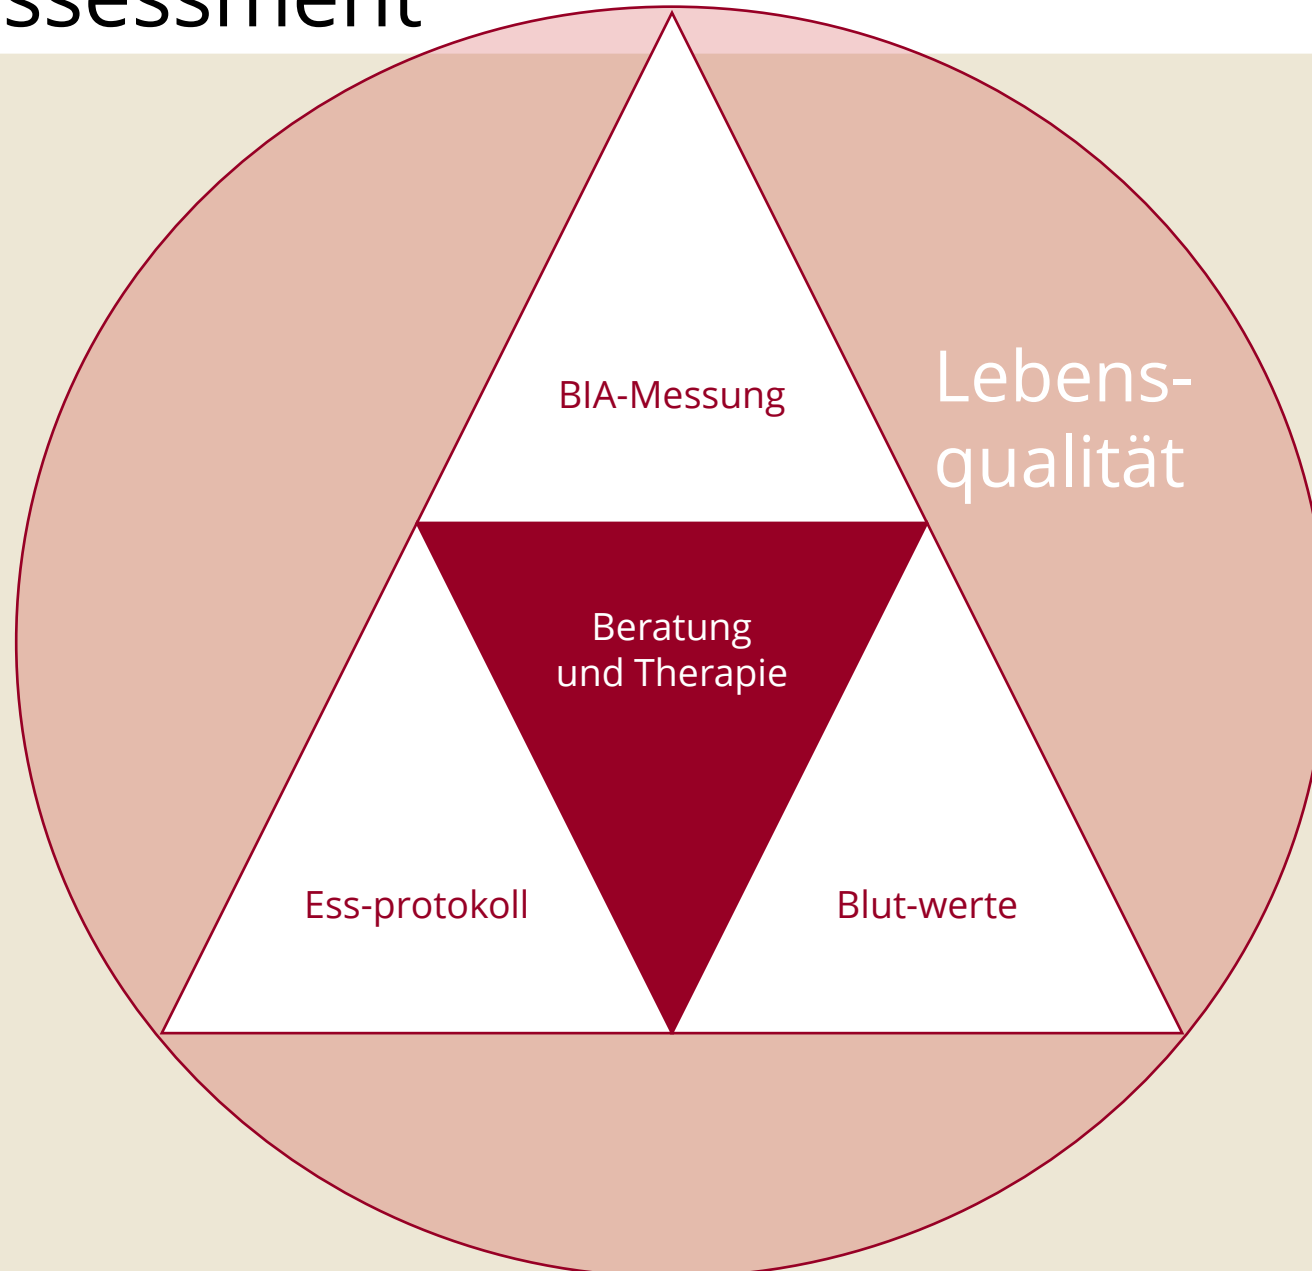 ssessment
BIA-Messung
Lebens-
qualität
Beratung
und Therapie
Ess-protokoll
Blut-werte